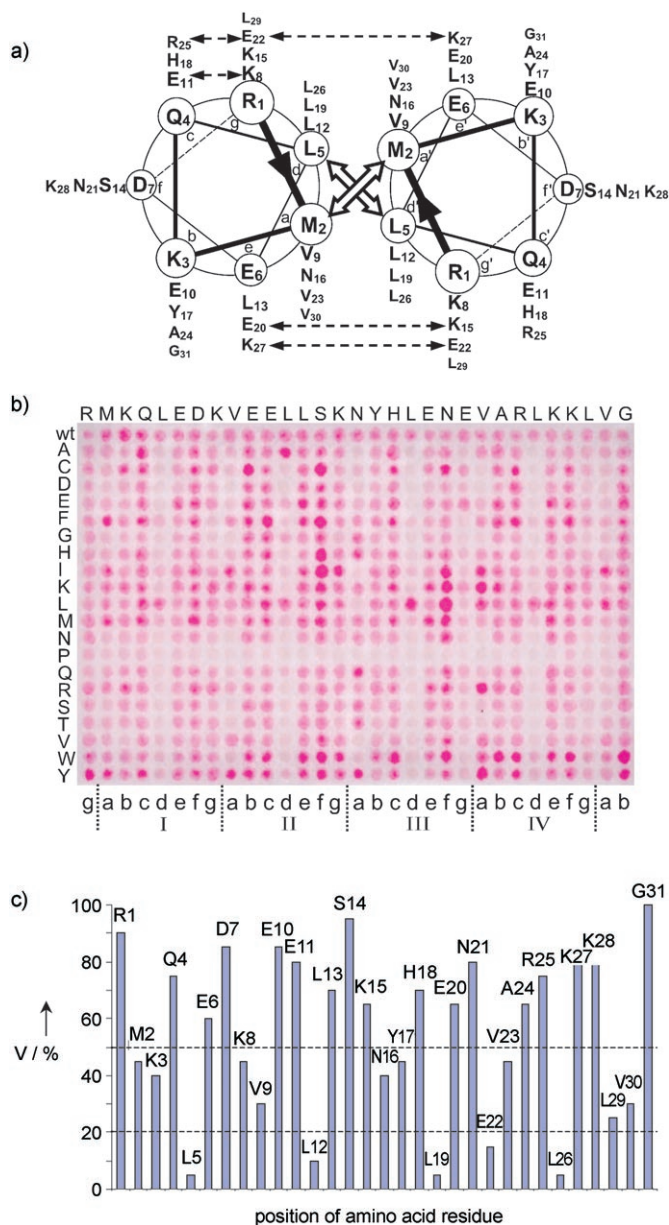 a)
L29
R25 E22 K27 G31
H18 K15 E20 A24
E11 K8 L13 Y17
E10
V30
V23
N16
V9
L26
L19
L12
Q4 R1 E6 K3
c g e' b'
L5 M2
d a'
K28 N21 S14 D7 f f' D7 S14 N21 K28
a d'
M2 L5
b e g' c'
K3 E6 R1 Q4
V9 L12
N16 L19
V23 L26
V30
E10 L13 K8 E11
Y17 E20 K15 H18
A24 K27 E22 R25
G31 L29
b)
R M K Q L E D K V E E L L S K N Y H L E N E V A R L K K L V G
wt
A
C
D
E
F
G
H
I
K
L
M
N
P
Q
R
S
T
V
W
Y
g a b c d e f g a b c d e f g a b c d e f g a b c d e f g a b
I II III IV
c)
V / %
100
80
60
40
20
0
R1 M2 K3 Q4 L5 E6 D7 K8 V9 E10 E11 L12 L13 S14 K15 N16 Y17 H18 L19 E20 N21 E22 V23 A24 R25 L26 K27 K28 L29 V30 G31
position of amino acid residue